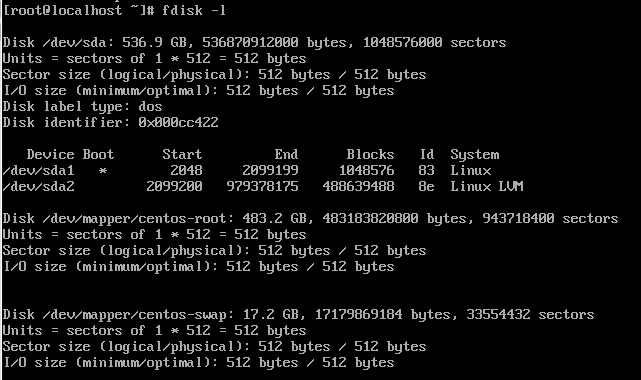 [root@localhost ~]# fdisk -l
Disk /dev/sda: 536.9 GB, 536870912000 bytes, 1048576000 sectors
Units = sectors of 1 * 512 = 512 bytes
Sector size (logical/physical): 512 bytes / 512 bytes
I/O size (minimum/optimal): 512 bytes / 512 bytes
Disk label type: dos
Disk identifier: 0x000cc422
Device Boot Start End Blocks Id System
/dev/sda1 * 2048 2099199 1048576 83 Linux
/dev/sda2 2099200 979378175 488639488 8e Linux LVM
Disk /dev/mapper/centos-root: 483.2 GB, 483183820800 bytes, 943718400 sectors
Units = sectors of 1 * 512 = 512 bytes
Sector size (logical/physical): 512 bytes / 512 bytes
I/O size (minimum/optimal): 512 bytes / 512 bytes
Disk /dev/mapper/centos-swap: 17.2 GB, 17179869184 bytes, 33554432 sectors
Units = sectors of 1 * 512 = 512 bytes
Sector size (logical/physical): 512 bytes / 512 bytes
I/O size (minimum/optimal): 512 bytes / 512 bytes